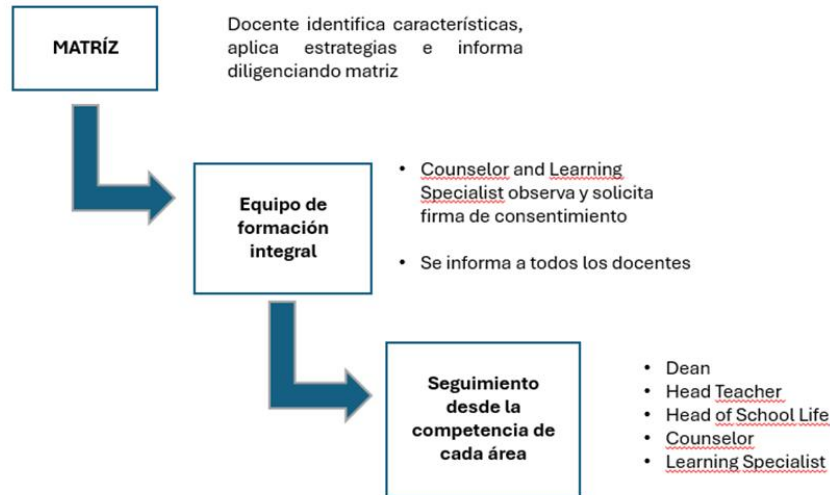 MATRÍZ
Docente identifica características,
aplica estrategias e informa
diligenciando matriz
Equipo de
formación
integral
• Counselor and Learning
Specialist observa y solicita
firma de consentimiento
• Se informa a todos los docentes
Seguimiento
desde la
competencia de
cada área
• Dean
• Head Teacher
• Head of School Life
• Counselor
• Learning Specialist